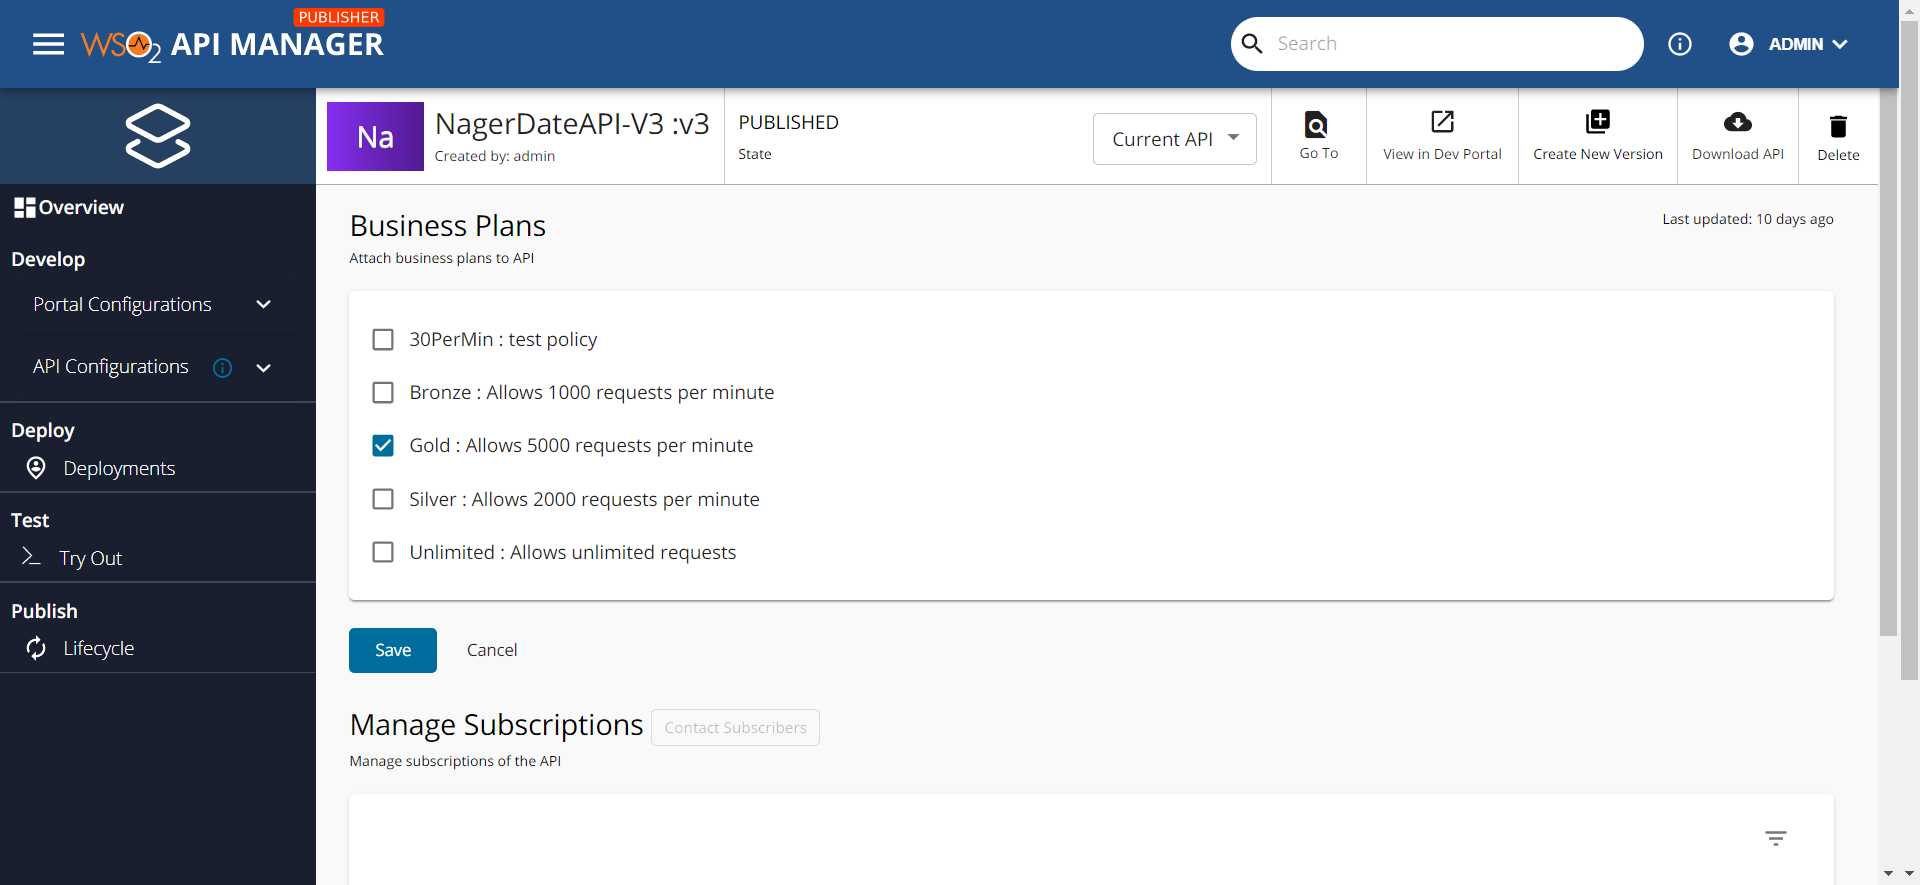 PUBLISHER
WSO2 API MANAGER
Search
ADMIN
Na
NagerDateAPI-V3 :v3
Created by: admin
PUBLISHED
State
Current API
Go To
View in Dev Portal
Create New Version
Download API
Delete
Overview
Develop
Portal Configurations
API Configurations
Deploy
Deployments
Test
Try Out
Publish
Lifecycle
Business Plans
Last updated: 10 days ago
Attach business plans to API
30PerMin : test policy
Bronze : Allows 1000 requests per minute
Gold : Allows 5000 requests per minute
Silver : Allows 2000 requests per minute
Unlimited : Allows unlimited requests
Save
Cancel
Manage Subscriptions
Contact Subscribers
Manage subscriptions of the API